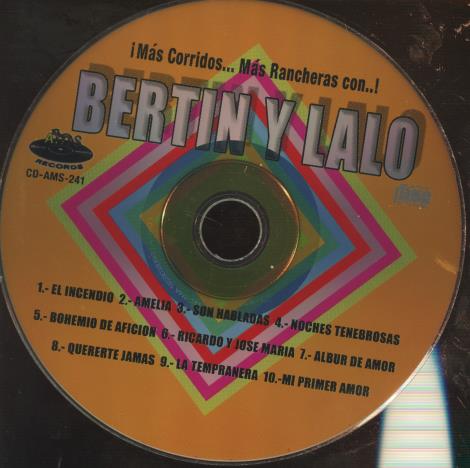 ¡Más Corridos... Más Rancheras con..!
BERTIN Y LALO
AMS
RECORDS
CD-AMS-241
1.- EL INCENDIO 2.- AMELIA 3.- SON HABLADAS 4.- NOCHES TENEBROSAS
5.- BOHEMIO DE AFICION 6.- RICARDO Y JOSE MARIA 7.- ALBUR DE AMOR
8.- QUERERTE JAMAS 9.- LA TEMPRANERA 10.-MI PRIMER AMOR